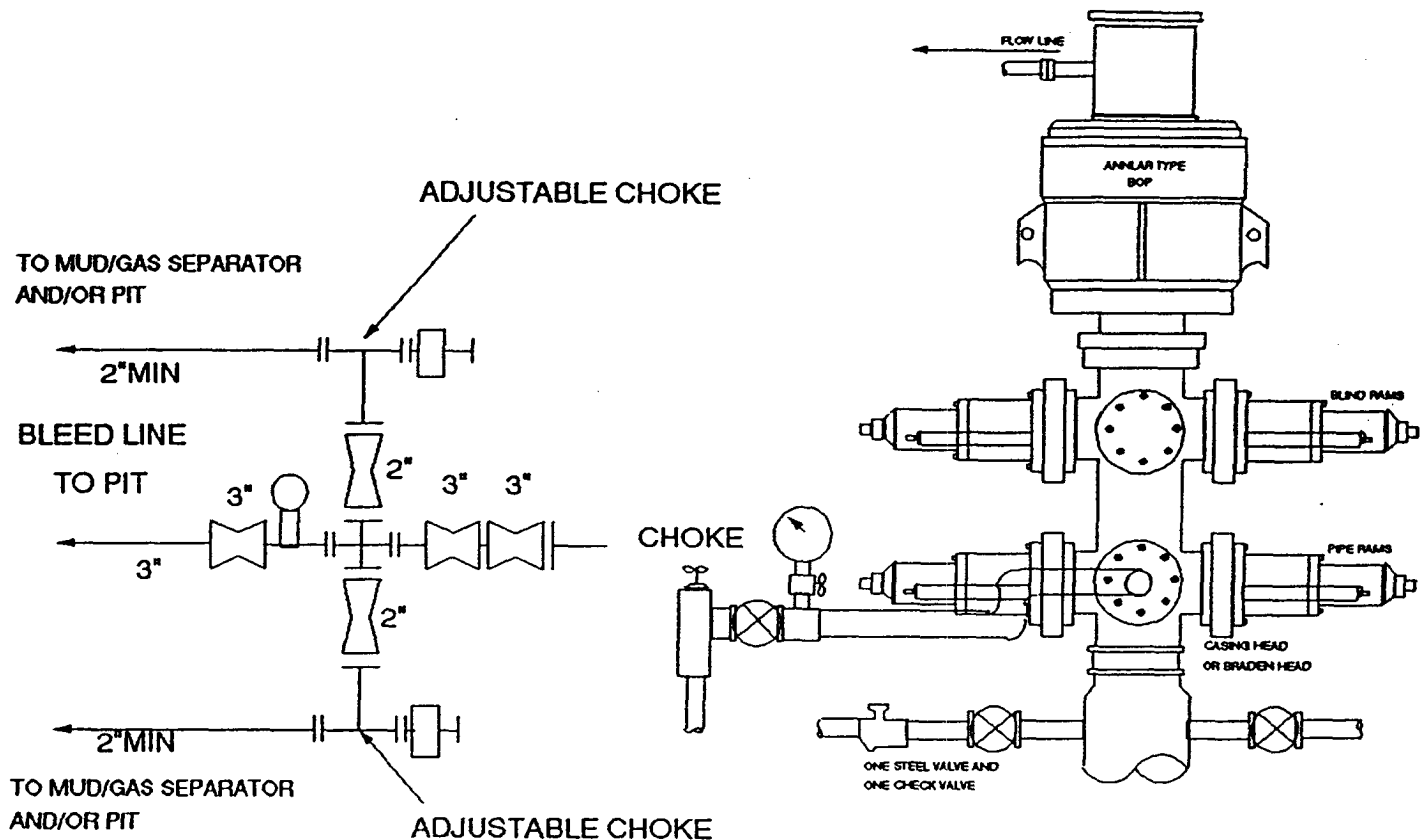 FLOW LINE
ANNLAR TYPE
BOP
ADJUSTABLE CHOKE
TO MUD/GAS SEPARATOR
AND/OR PIT
2"MIN
BLEED LINE
TO PIT
2"
3"
3"
3"
3"
2"
CHOKE
BLIND RAMS
PIPE RAMS
CASING HEAD
OR BRADEN HEAD
2"MIN
TO MUD/GAS SEPARATOR
AND/OR PIT
ADJUSTABLE CHOKE
ONE STEEL VALVE AND
ONE CHECK VALVE